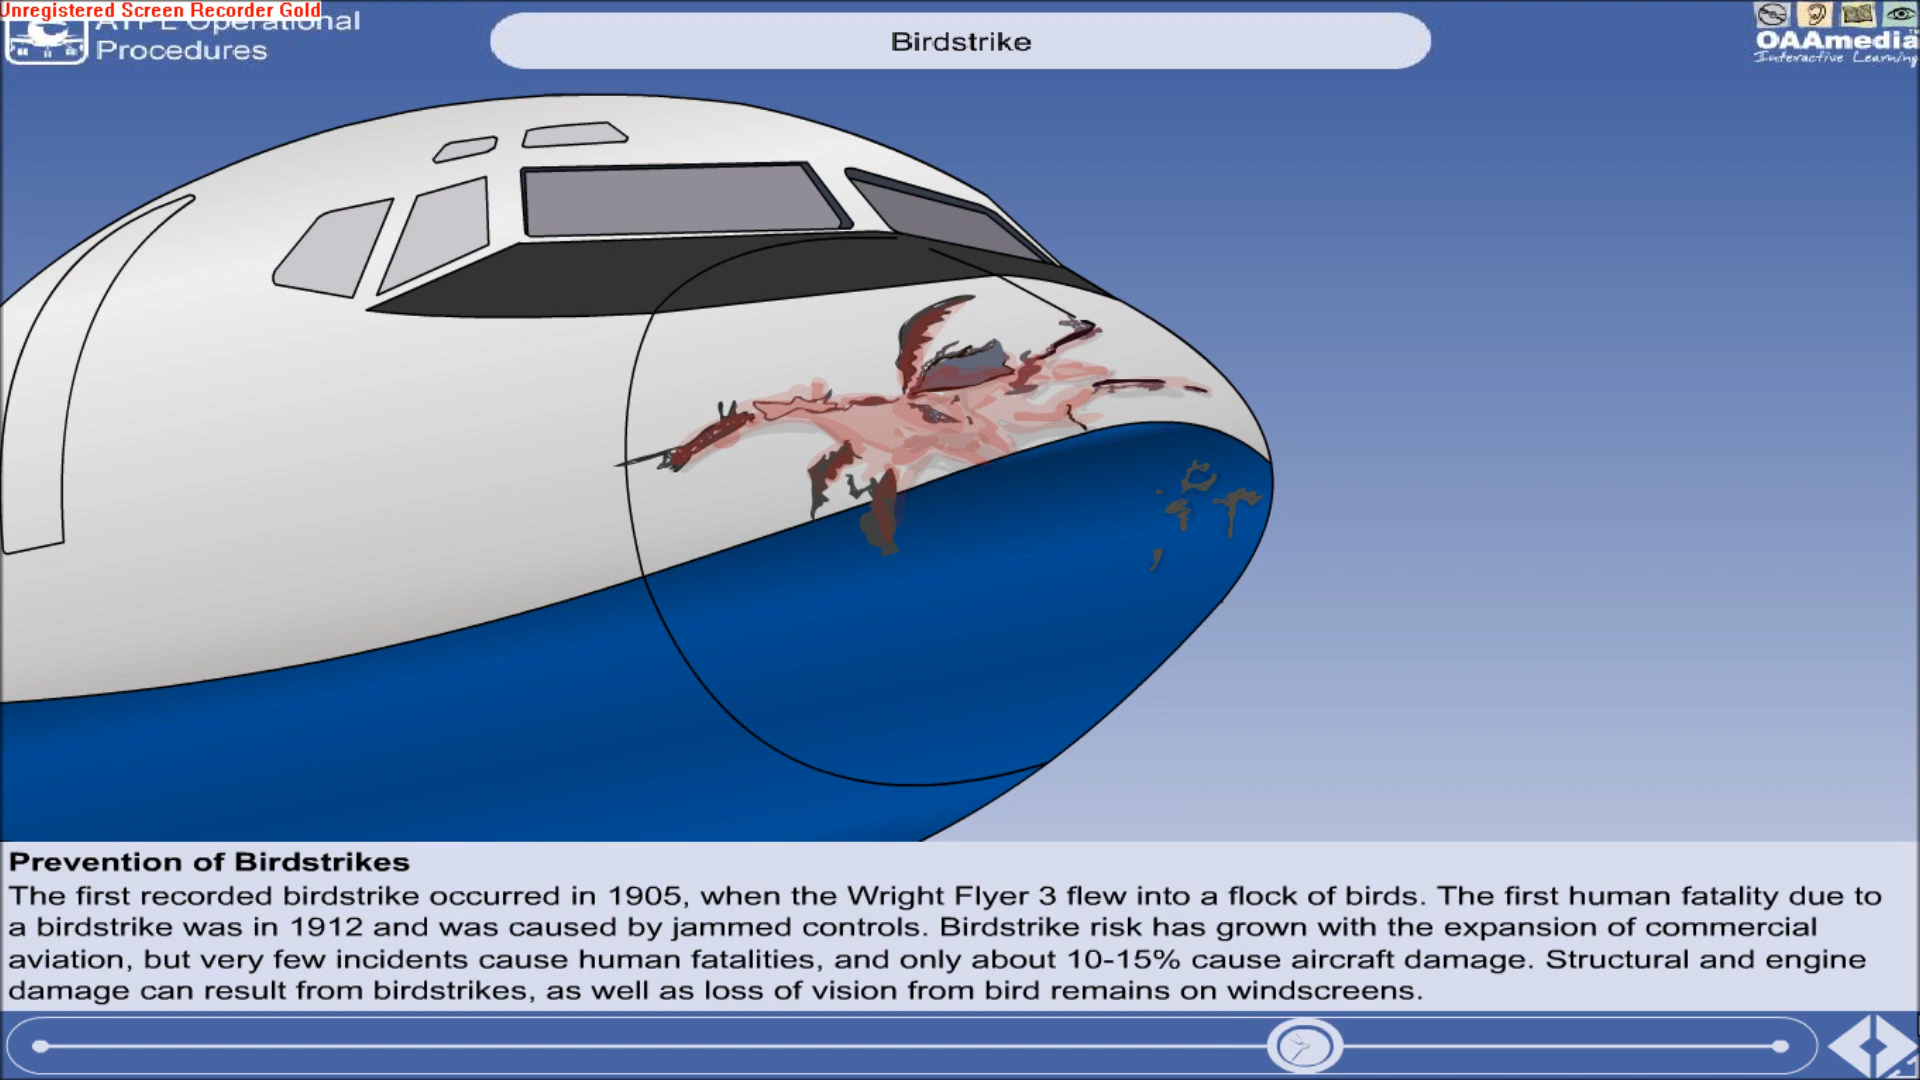 Unregistered Screen Recorder Gold
ATPL Operational
Procedures
Birdstrike
OAAmedia
Interactive Learning
Prevention of Birdstrikes
The first recorded birdstrike occurred in 1905, when the Wright Flyer 3 flew into a flock of birds. The first human fatality due to
a birdstrike was in 1912 and was caused by jammed controls. Birdstrike risk has grown with the expansion of commercial
aviation, but very few incidents cause human fatalities, and only about 10-15% cause aircraft damage. Structural and engine
damage can result from birdstrikes, as well as loss of vision from bird remains on windscreens.